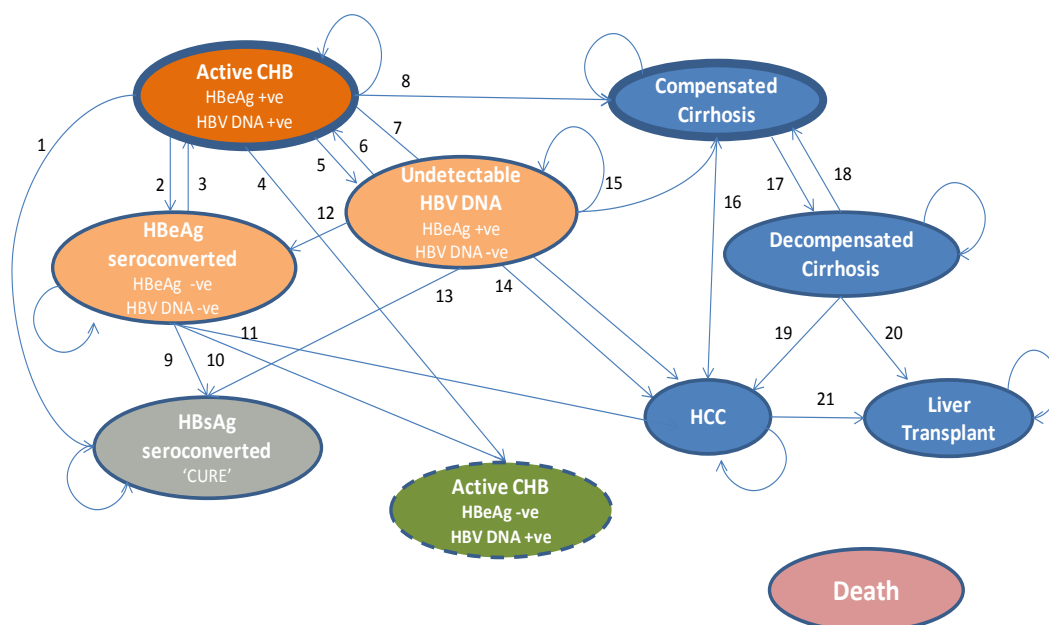 Active CHB
HBeAg +ve
HBV DNA +ve
8
Compensated
Cirrhosis
1
7
6
5
4
2
3
Undetectable
HBV DNA
HBeAg +ve
HBV DNA -ve
15
16
17
18
12
HBeAg
seroconverted
HBeAg -ve
HBV DNA -ve
Decompensated
Cirrhosis
13
14
11
9
10
19
20
HBsAg
seroconverted
'CURE'
HCC
21
Liver
Transplant
Active CHB
HBeAg -ve
HBV DNA +ve
Death